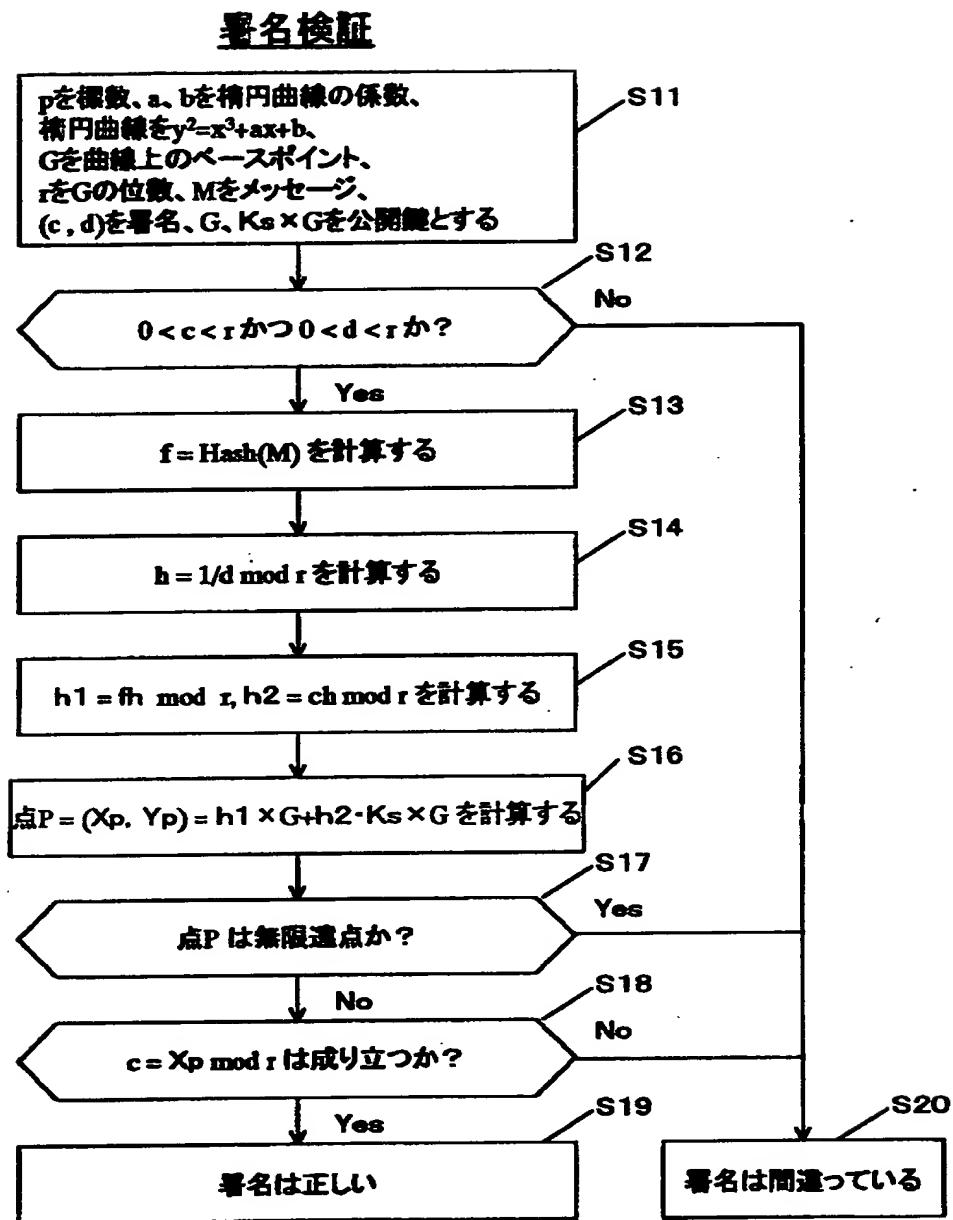 署名検証
S11
pを標数、a、bを楕円曲線の係数、
楕円曲線をy²=x³+ax+b、
Gを曲線上のベースポイント、
rをGの位数、Mをメッセージ、
(c , d)を署名、G、Ks×Gを公開鍵とする
S12
0<c<r かつ 0<d<r か？
No
Yes
S13
f = Hash(M) を計算する
S14
h = 1/d mod r を計算する
S15
h1 = fh mod r, h2 = ch mod r を計算する
S16
点P = (Xp, Yp) = h1 ×G+h2・Ks×G を計算する
S17
点P は無限遠点か？
Yes
No
S18
c = Xp mod r は成り立つか？
No
Yes
S19
署名は正しい
S20
署名は間違っている